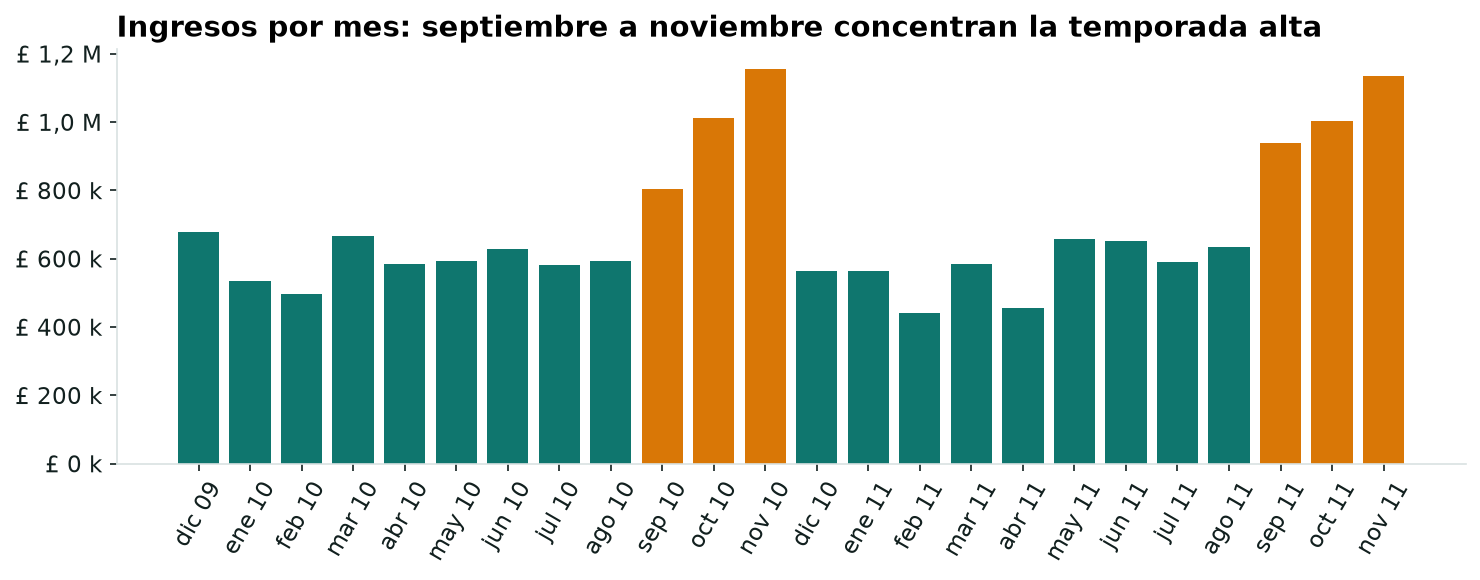 Ingresos por mes: septiembre a noviembre concentran la temporada alta
£ 1,2 M
£ 1,0 M
£ 800 k
£ 600 k
£ 400 k
£ 200 k
£ 0 k
dic 09
ene 10
feb 10
mar 10
abr 10
may 10
jun 10
jul 10
ago 10
sep 10
oct 10
nov 10
dic 10
ene 11
feb 11
mar 11
abr 11
may 11
jun 11
jul 11
ago 11
sep 11
oct 11
nov 11